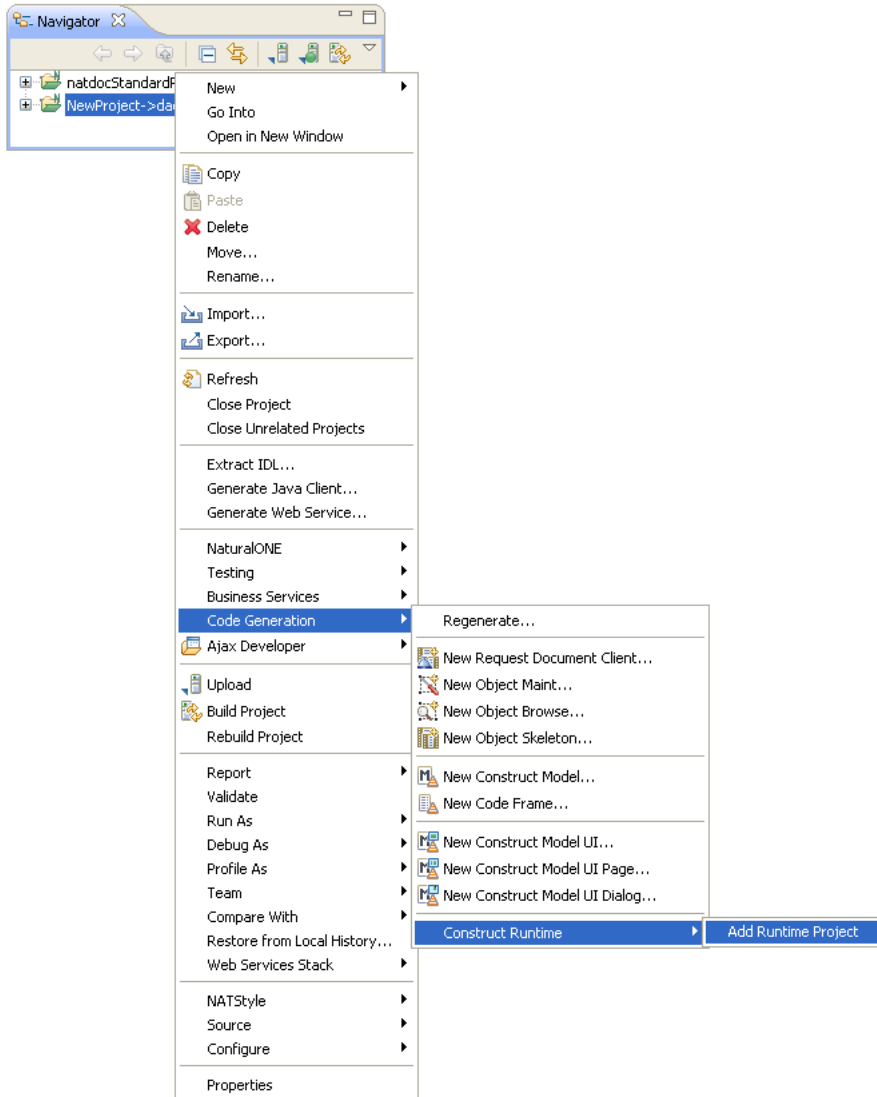 Navigator
natdocStandardF
NewProject->dae
New
Go Into
Open in New Window
Copy
Paste
Delete
Move...
Rename...
Import...
Export...
Refresh
Close Project
Close Unrelated Projects
Extract IDL...
Generate Java Client...
Generate Web Service...
NaturalONE
Testing
Business Services
Code Generation
Ajax Developer
Upload
Build Project
Rebuild Project
Report
Validate
Run As
Debug As
Profile As
Team
Compare With
Restore from Local History...
Web Services Stack
NATStyle
Source
Configure
Properties
Regenerate...
New Request Document Client...
New Object Maint...
New Object Browse...
New Object Skeleton...
New Construct Model...
New Code Frame...
New Construct Model UI...
New Construct Model UI Page...
New Construct Model UI Dialog...
Construct Runtime
Add Runtime Project